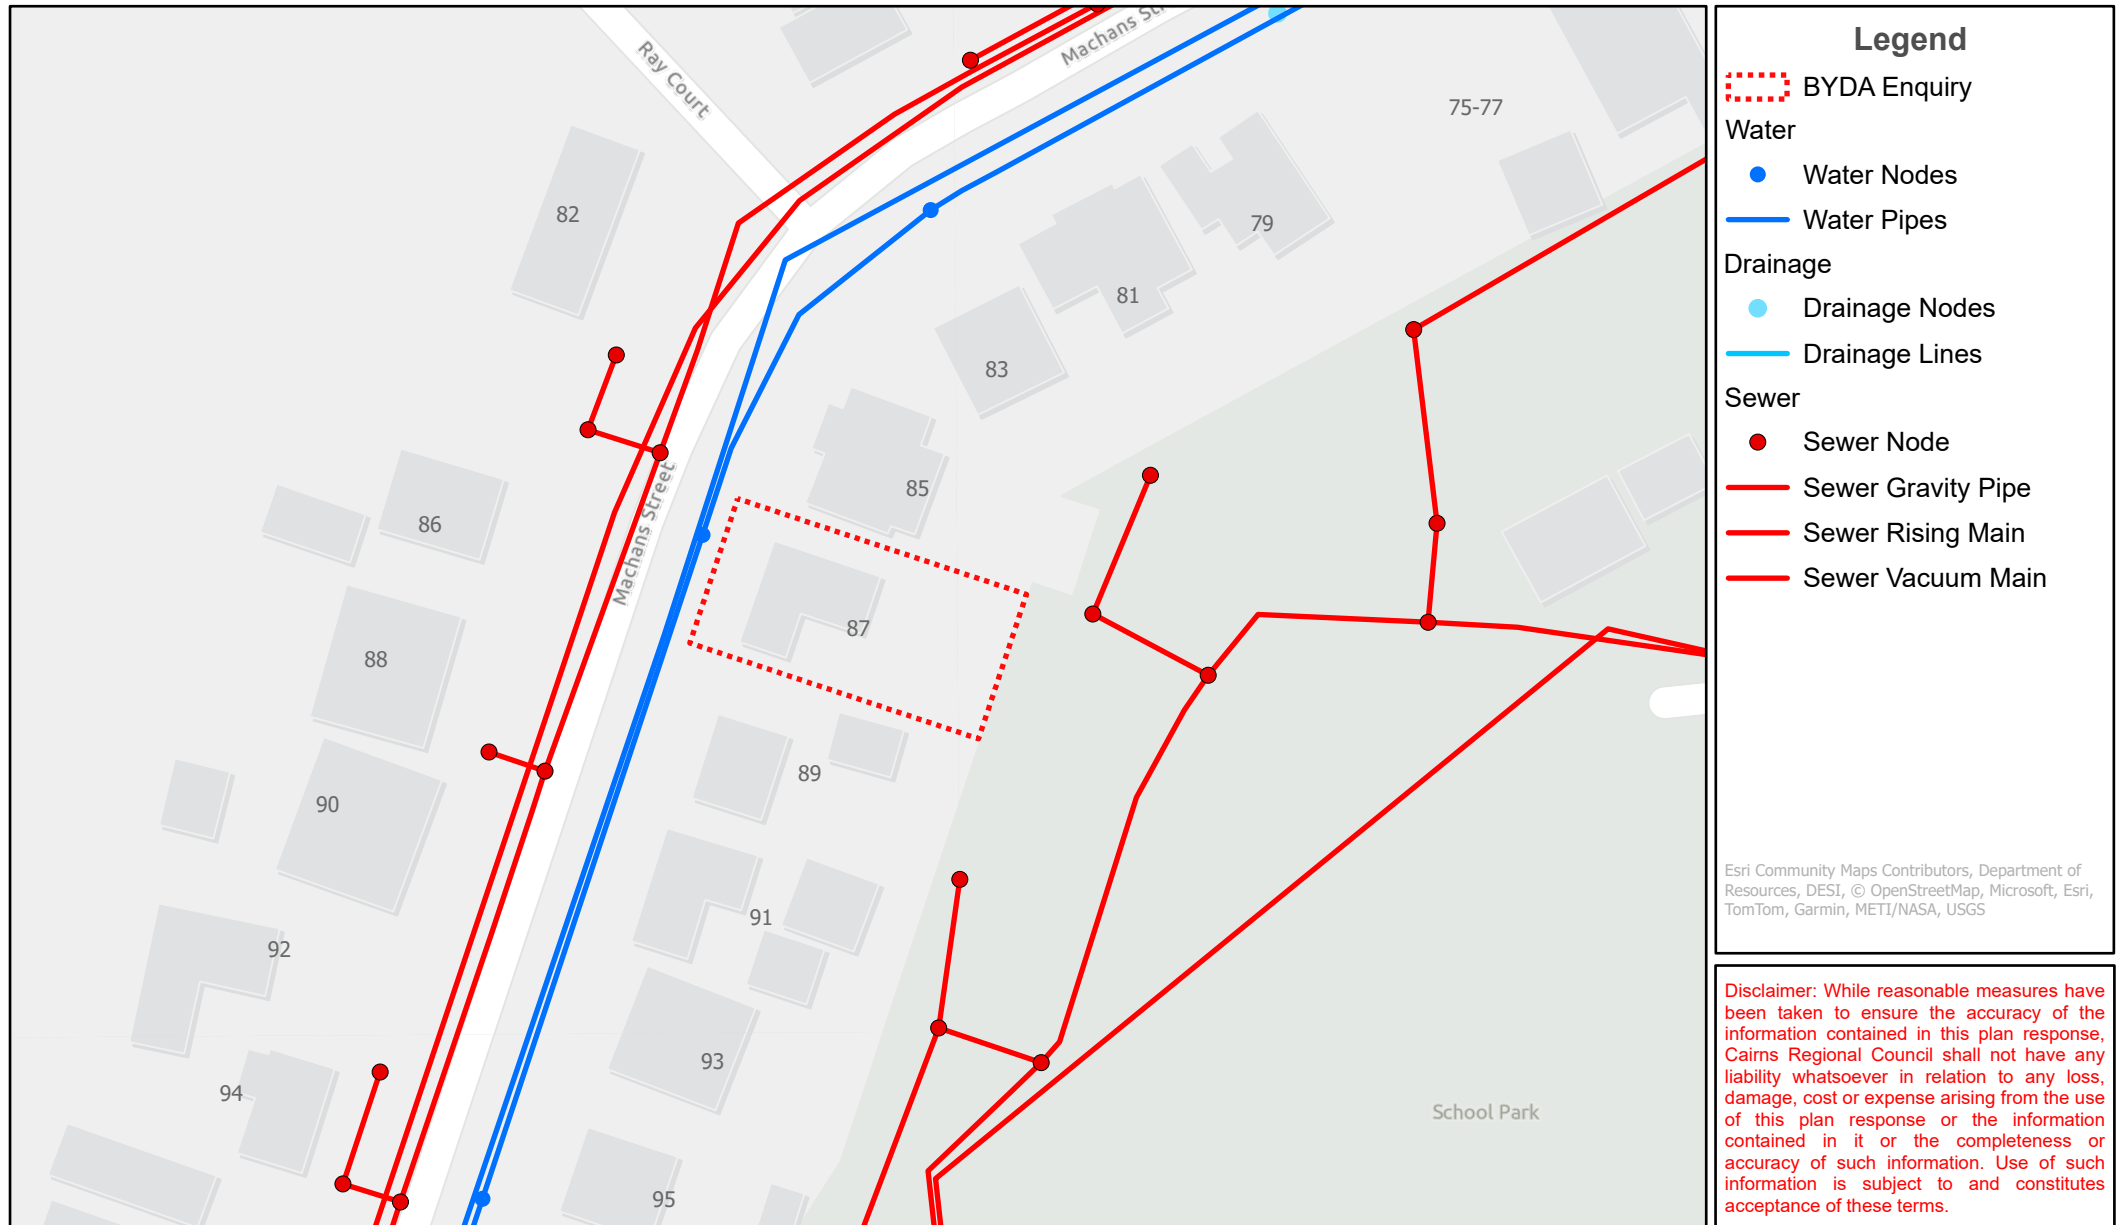 Ray Court
Machans Str
75-77
82
79
81
83
85
86
Machans Street
87
88
89
90
91
92
93
94
95
School Park
Legend
BYDA Enquiry
Water
Water Nodes
Water Pipes
Drainage
Drainage Nodes
Drainage Lines
Sewer
Sewer Node
Sewer Gravity Pipe
Sewer Rising Main
Sewer Vacuum Main
Esri Community Maps Contributors, Department of
Resources, DESI, © OpenStreetMap, Microsoft, Esri,
TomTom, Garmin, METI/NASA, USGS
Disclaimer: While reasonable measures have
been taken to ensure the accuracy of the
information contained in this plan response,
Cairns Regional Council shall not have any
liability whatsoever in relation to any loss,
damage, cost or expense arising from the use
of this plan response or the information
contained in it or the completeness or
accuracy of such information. Use of such
information is subject to and constitutes
acceptance of these terms.